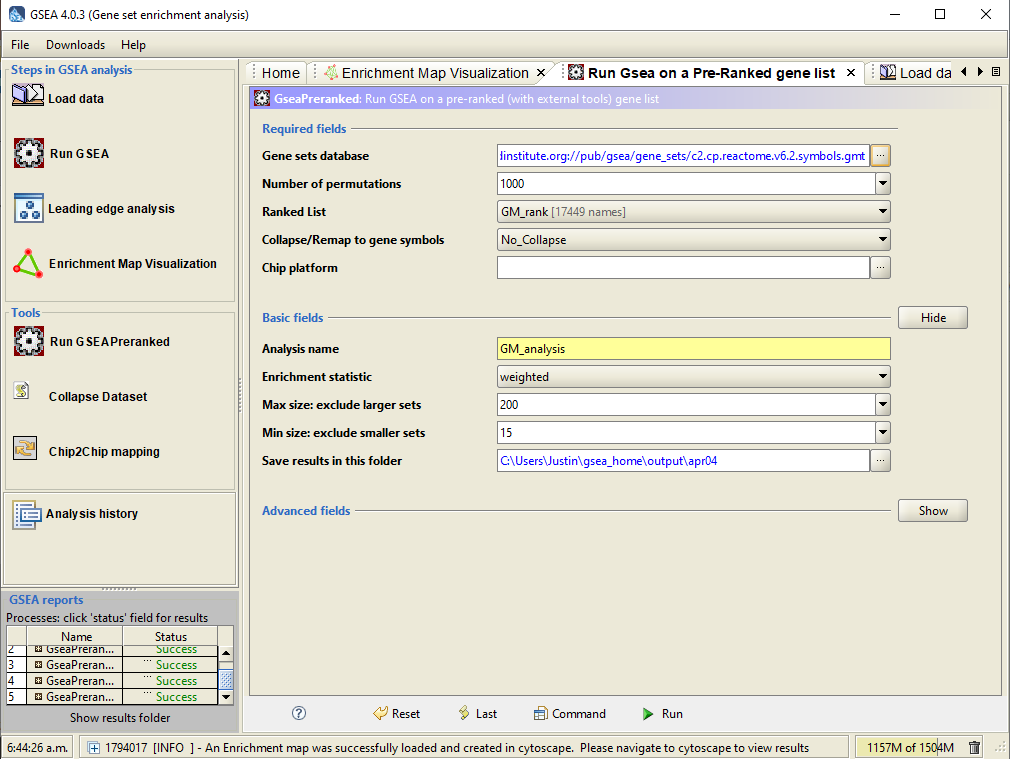 GSEA 4.0.3 (Gene set enrichment analysis)
File Downloads Help
Steps in GSEA analysis
Load data
Run GSEA
Leading edge analysis
Enrichment Map Visualization
Tools
Run GSEAPreranked
Collapse Dataset
Chip2Chip mapping
Analysis history
GSEA reports
Processes: click 'status' field for results
Name Status
2 GseaPreran... Success
3 GseaPreran... ... Success
4 GseaPreran... ... Success
5 GseaPreran... ... Success
Show results folder
Home Enrichment Map Visualization Run Gsea on a Pre-Ranked gene list Load da
GseaPreranked: Run GSEA on a pre-ranked (with external tools) gene list
Required fields
Gene sets database institute.org://pub/gsea/gene_sets/c2.cp.reactome.v6.2.symbols.gmt ...
Number of permutations 1000
Ranked List GM_rank [17449 names]
Collapse/Remap to gene symbols No_Collapse
Chip platform ...
Basic fields Hide
Analysis name GM_analysis
Enrichment statistic weighted
Max size: exclude larger sets 200
Min size: exclude smaller sets 15
Save results in this folder C:\Users\Justin\gsea_home\output\apr04 ...
Advanced fields Show
? Reset Last Command Run
6:44:26 a.m. 1794017 [INFO ] - An Enrichment map was successfully loaded and created in cytoscape. Please navigate to cytoscape to view results 1157M of 1504M